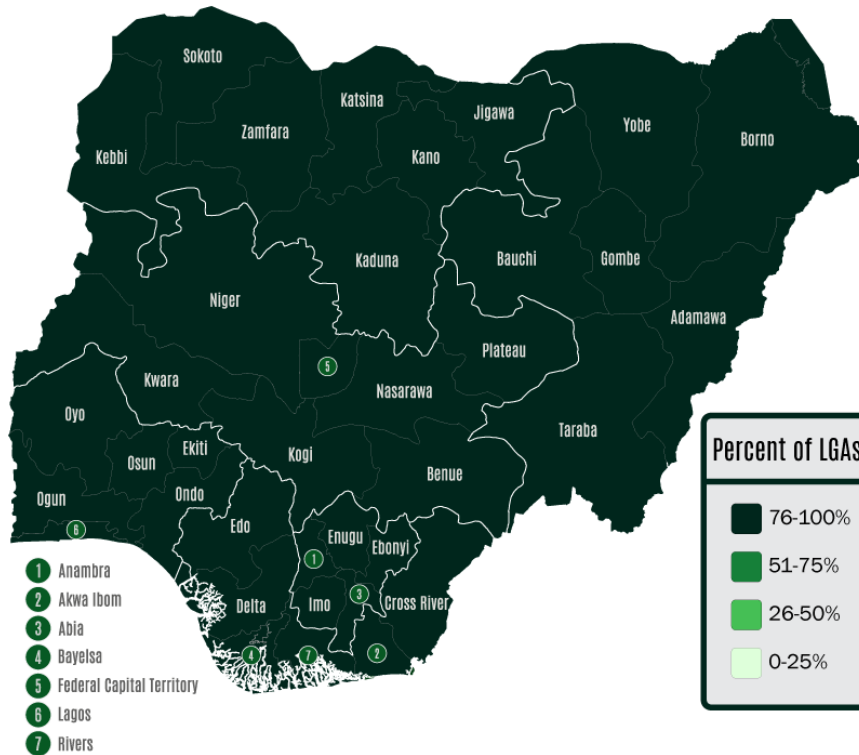 Sokoto
Katsina
Jigawa
Zamfara
Yobe
Borno
Kebbi
Kano
Kaduna
Bauchi
Gombe
Niger
Adamawa
Plateau
5
Kwara
Nasarawa
Oyo
Taraba
Ekiti
Osun
Kogi
Benue
Ogun
Ondo
6
Edo
Enugu
Ebonyi
1
3
Delta
Imo
Cross River
4
7
2
1 Anambra
2 Akwa Ibom
3 Abia
4 Bayelsa
5 Federal Capital Territory
6 Lagos
7 Rivers
Percent of LGAs
76-100%
51-75%
26-50%
0-25%